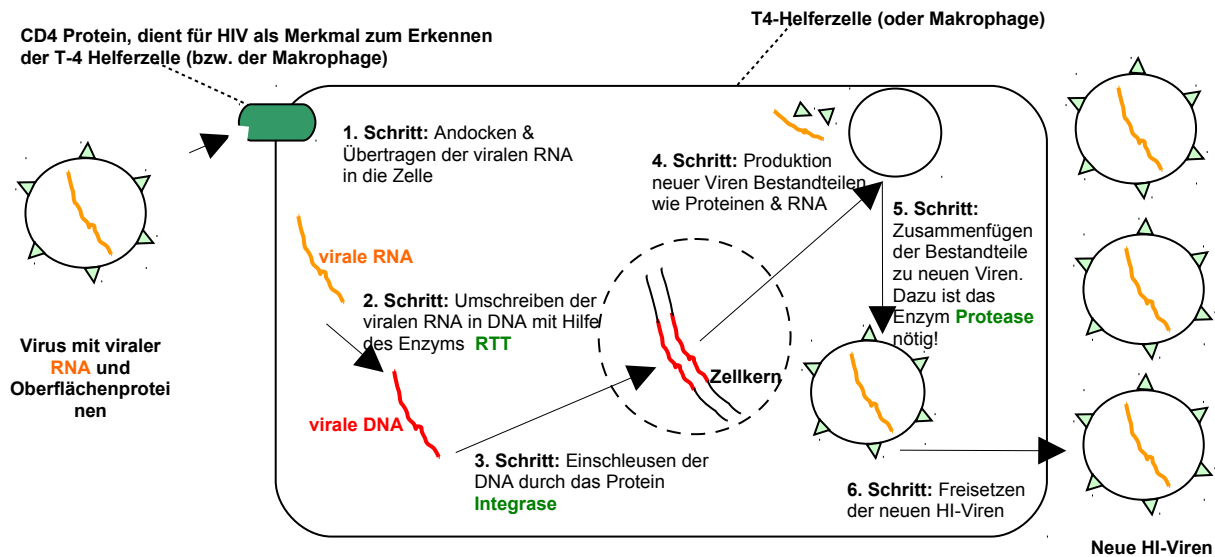 T4-Helferzelle (oder Makrophage)
CD4 Protein, dient für HIV als Merkmal zum Erkennen
der T-4 Helferzelle (bzw. der Makrophage)
1. Schritt: Andocken &
Übertragen der viralen RNA
in die Zelle
virale RNA
2. Schritt: Umschreiben der
viralen RNA in DNA mit Hilfe
des Enzyms RTT
Virus mit viraler
RNA und
Oberflächenprotei
nen
virale DNA
3. Schritt: Einschleusen der
DNA durch das Protein
Integrase
Zellkern
4. Schritt: Produktion
neuer Viren Bestandteilen
wie Proteinen & RNA
5. Schritt:
Zusammenfügen
der Bestandteile
zu neuen Viren.
Dazu ist das
Enzym Protease
nötig!
6. Schritt: Freisetzen
der neuen HI-Viren
Neue HI-Viren